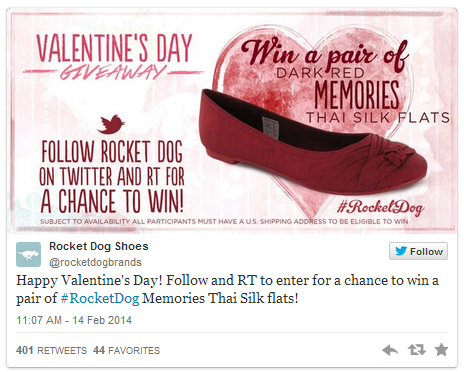 VALENTINE'S DAY
GIVEAWAY
Win a pair of
DARK RED
MEMORIES
THAI SILK FLATS
FOLLOW ROCKET DOG
ON TWITTER AND RT FOR
A CHANCE TO WIN!
#RocketDog
SUBJECT TO AVAILABILITY ALL PARTICIPANTS MUST HAVE A U.S. SHIPPING ADDRESS TO BE ELIGIBLE TO WIN
Rocket Dog Shoes
@rocketdogbrands
Follow
Happy Valentine's Day! Follow and RT to enter for a chance to win a
pair of #RocketDog Memories Thai Silk flats!
11:07 AM - 14 Feb 2014
401 RETWEETS 44 FAVORITES